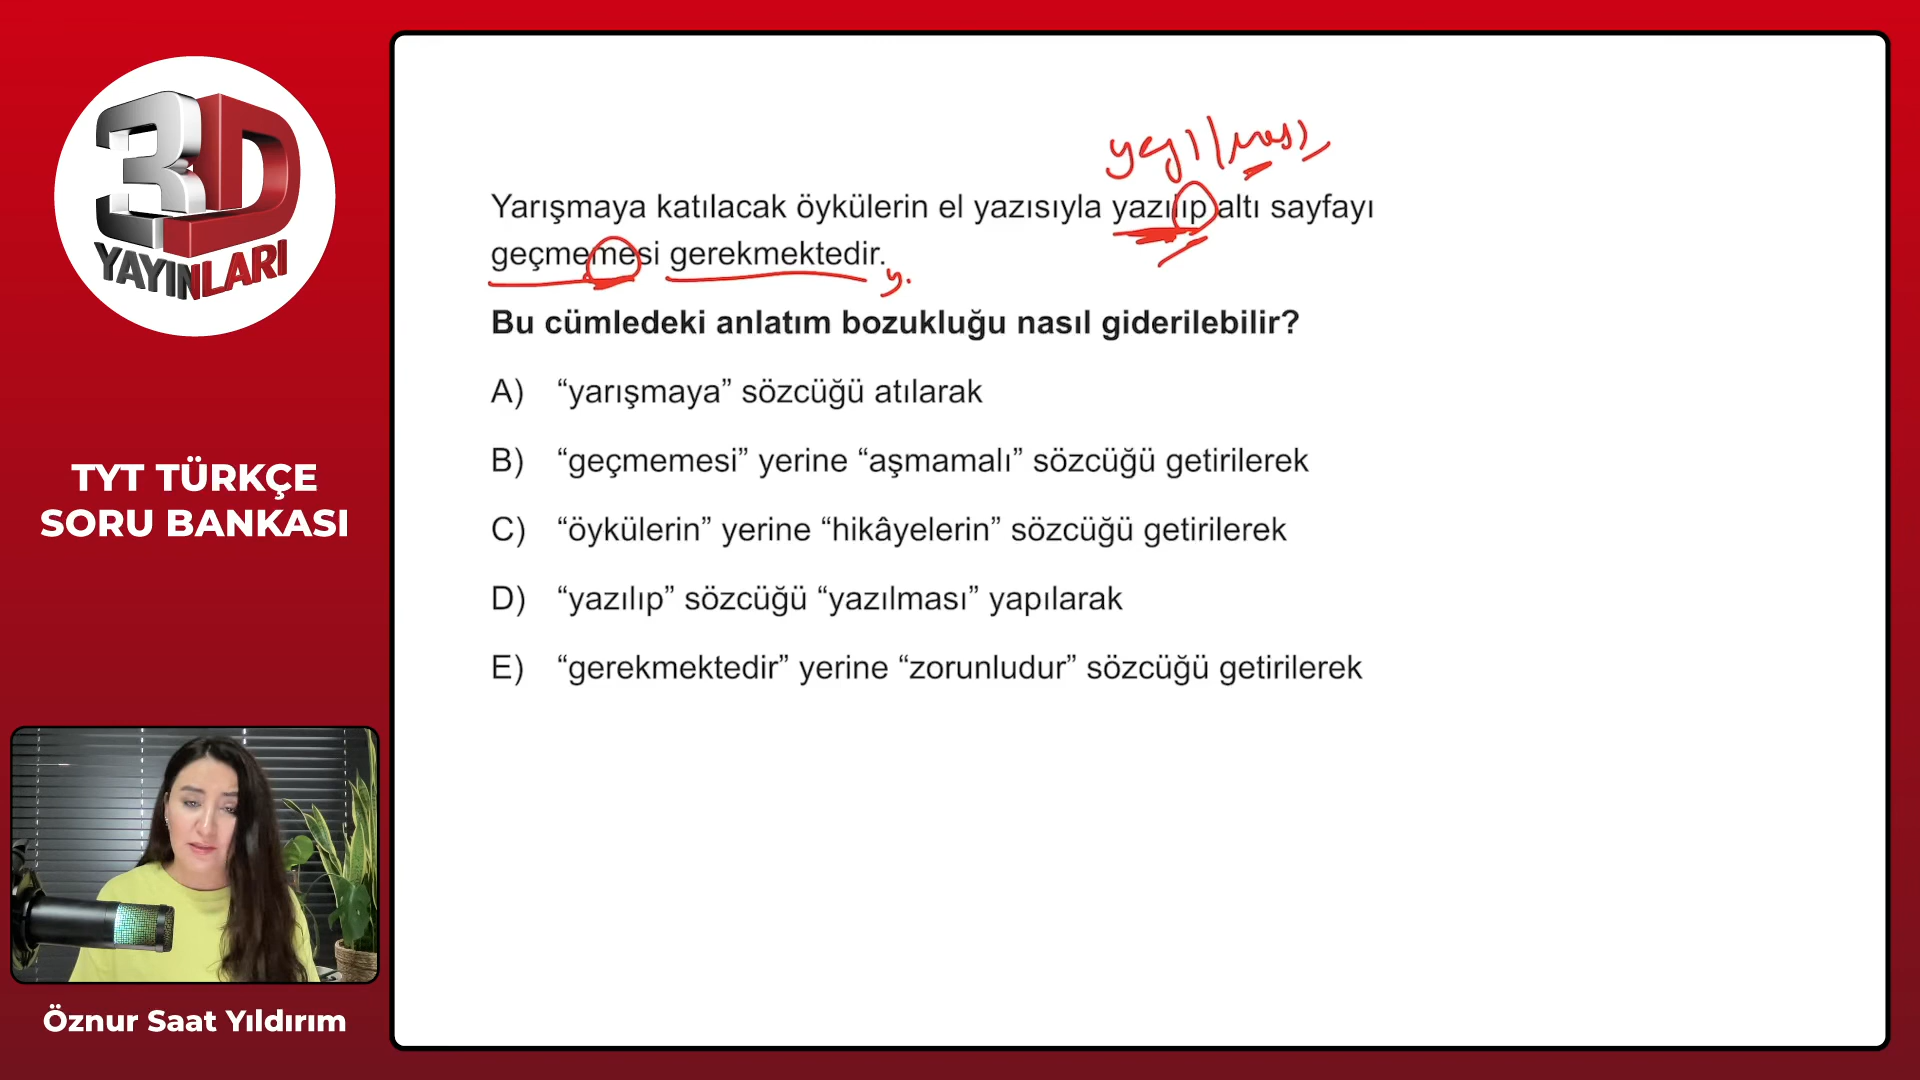 3D
YAYINLARI
TYT TÜRKÇE
SORU BANKASI
Öznur Saat Yıldırım
yazılması
Yarışmaya katılacak öykülerin el yazısıyla yazılıp altı sayfayı
geçmemesi gerekmektedir.
y.
Bu cümledeki anlatım bozukluğu nasıl giderilebilir?
A) “yarışmaya” sözcüğü atılarak
B) “geçmemesi” yerine “aşmamalı” sözcüğü getirilerek
C) “öykülerin” yerine “hikâyelerin” sözcüğü getirilerek
D) “yazılıp” sözcüğü “yazılması” yapılarak
E) “gerekmektedir” yerine “zorunludur” sözcüğü getirilerek